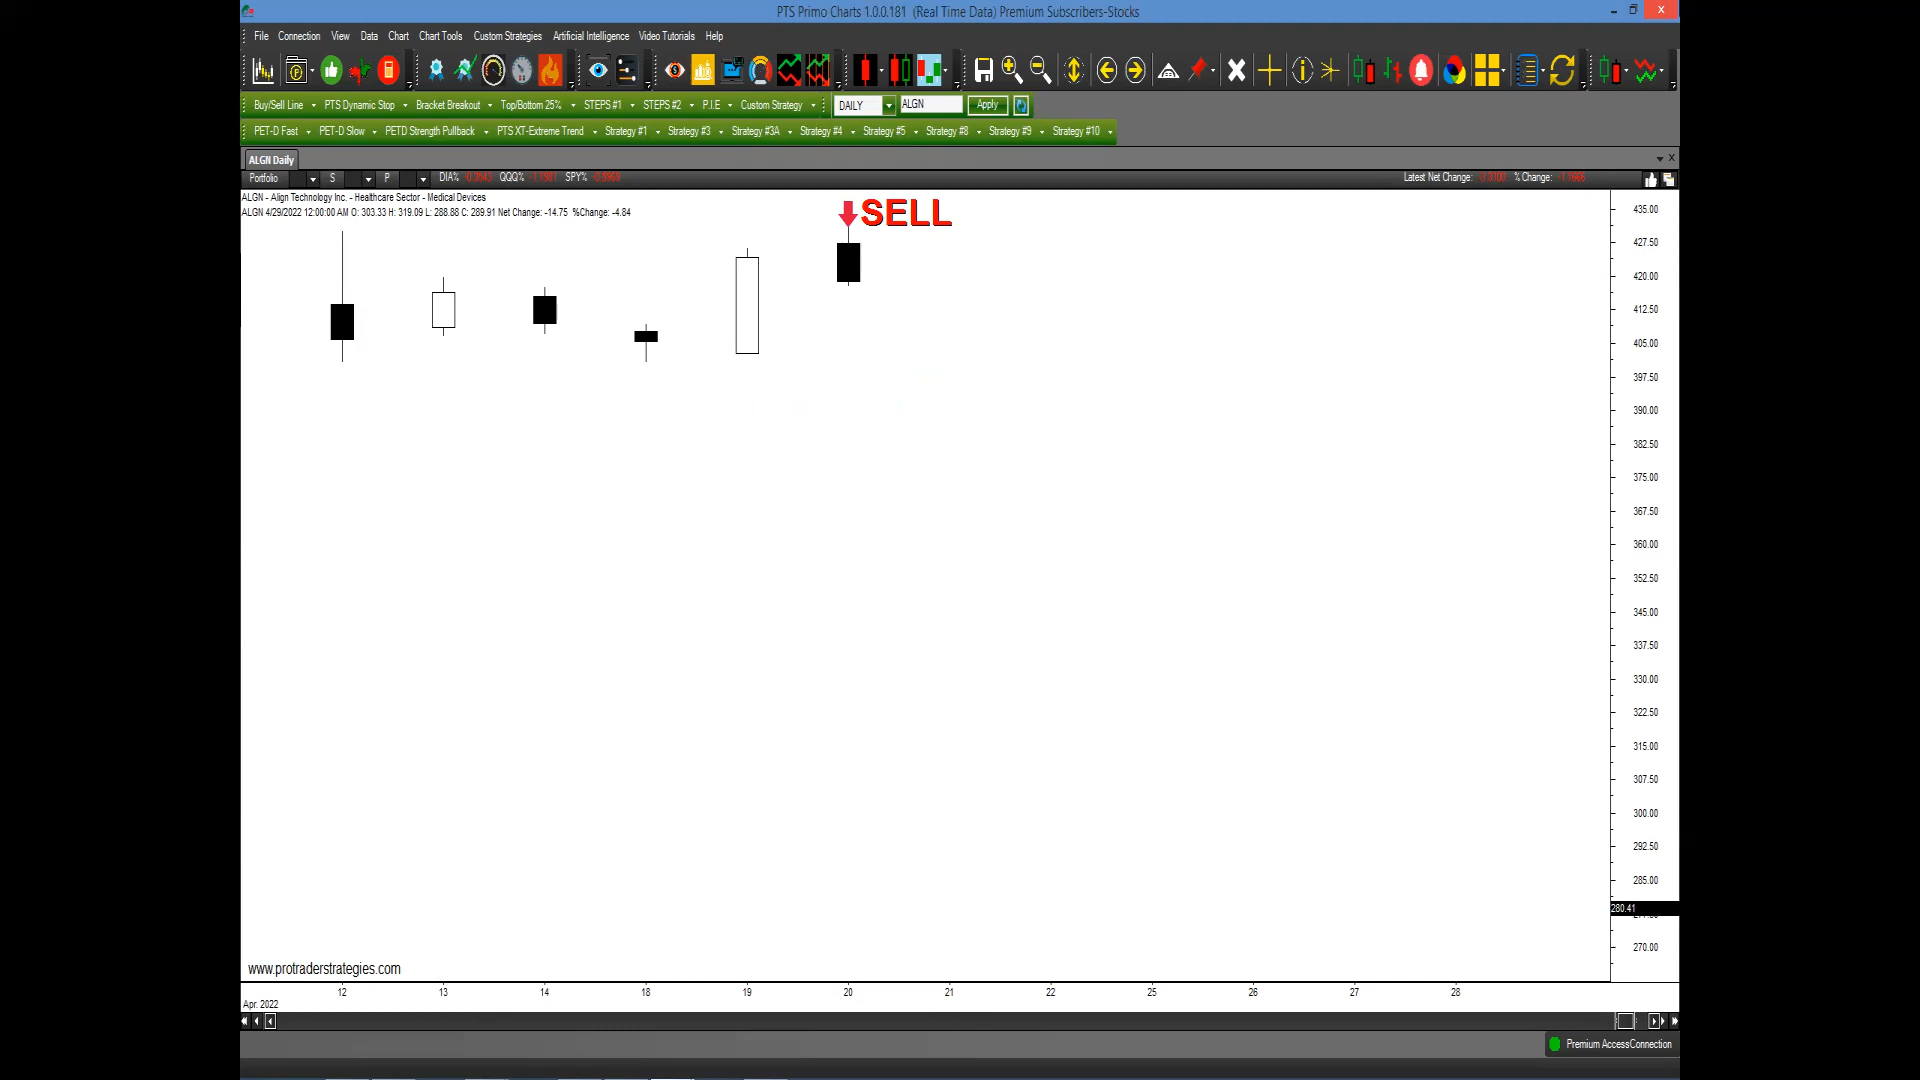 PTS Primo Charts 1.0.0.181 (Real Time Data) Premium Subscribers-Stocks
File Connection View Data Chart Chart Tools Custom Strategies Artificial Intelligence Video Tutorials Help
Buy/Sell Line PTS Dynamic Stop Bracket Breakout Top/Bottom 25% STEPS #1 STEPS #2 P.I.E Custom Strategy DAILY ALGN Apply
PET-D Fast PET-D Slow PETD Strength Pullback PTS XT-Extreme Trend Strategy #1 Strategy #3 Strategy #3A Strategy #4 Strategy #5 Strategy #8 Strategy #9 Strategy #10
ALGN Daily
Portfolio S P DIA% QQQ% SPY% Latest Net Change: % Change:
ALGN - Align Technology Inc. - Healthcare Sector - Medical Devices
ALGN 4/29/2022 12:00:00 AM O: 303.33 H: 319.09 L: 288.88 C: 289.91 Net Change: -14.75 %Change: -4.84
SELL
435.00
427.50
420.00
412.50
405.00
397.50
390.00
382.50
375.00
367.50
360.00
352.50
345.00
337.50
330.00
322.50
315.00
307.50
300.00
292.50
285.00
280.41
270.00
www.protraderstrategies.com
12 13 14 18 19 20 21 22 25 26 27 28
Apr. 2022
Premium AccessConnection